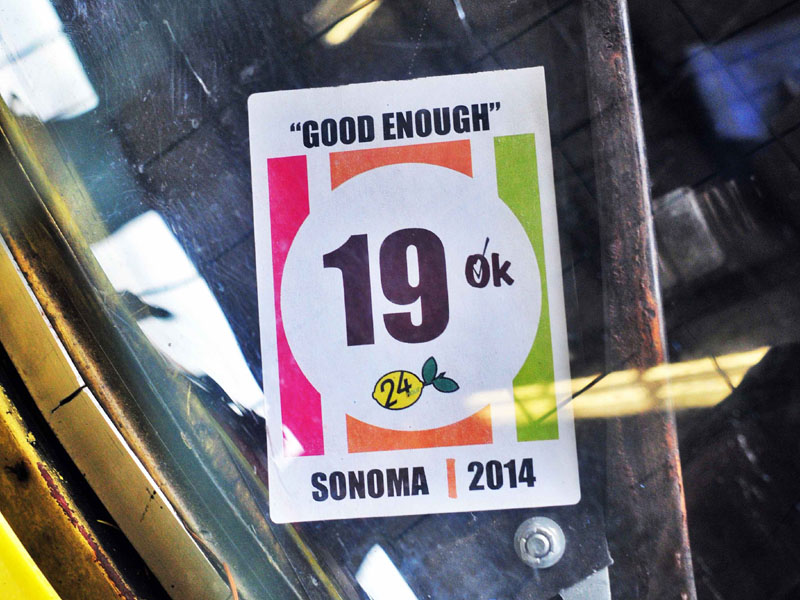 "GOOD ENOUGH"
19 Ok
24
SONOMA | 2014